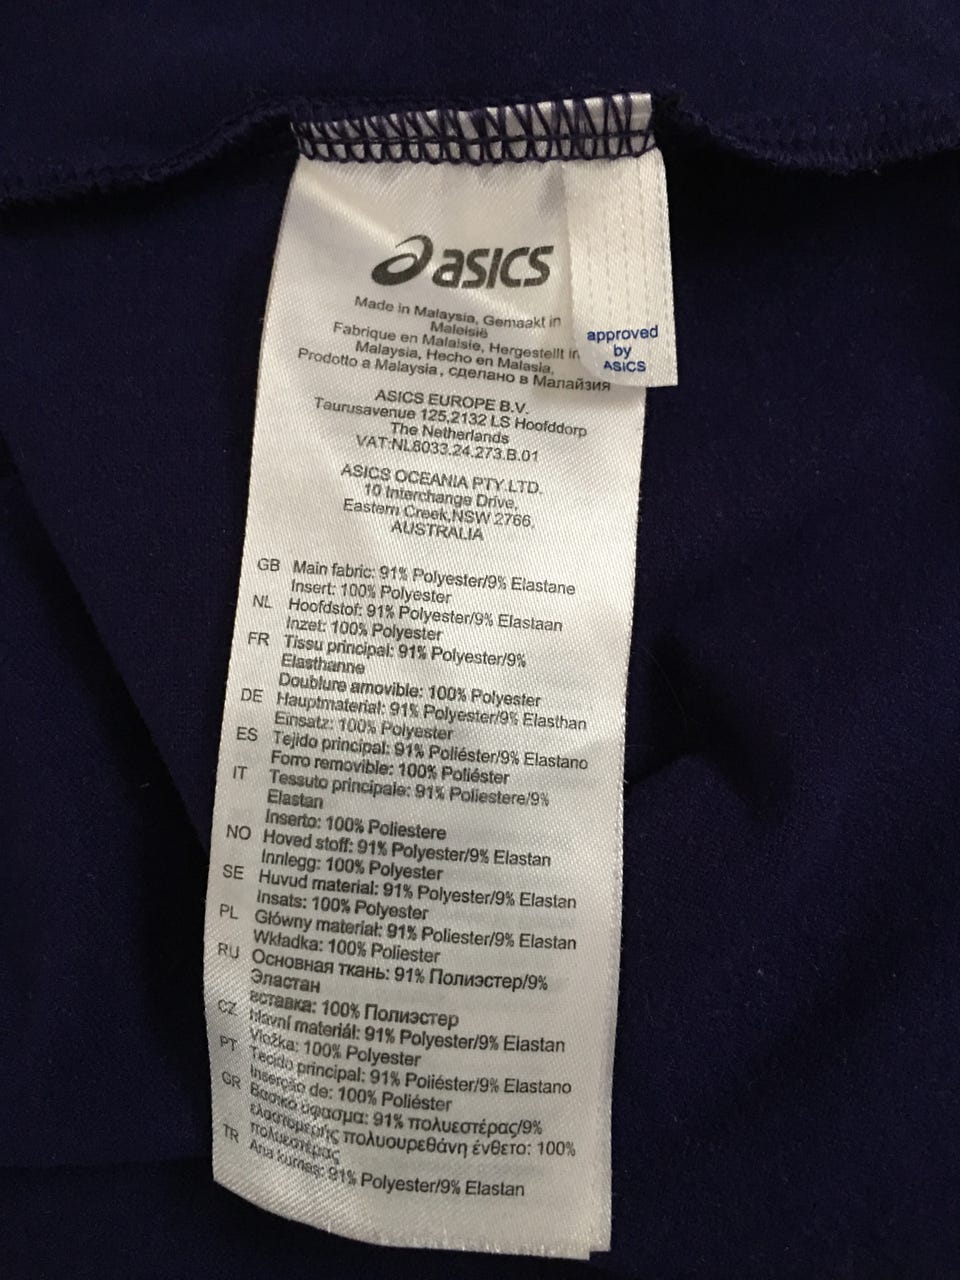 asics
Made in Malaysia, Gemaakt in
Maleisië
Fabrique en Malaisie, Hergestellt in
Malaysia, Hecho en Malasia,
Prodotto a Malaysia, сделано в Малайзия
approved
by
ASICS
ASICS EUROPE B.V.
Taurusavenue 125,2132 LS Hoofddorp
The Netherlands
VAT:NL8033.24.273.B.01
ASICS OCEANIA PTY.LTD.
10 Interchange Drive,
Eastern Creek,NSW 2766,
AUSTRALIA
GB Main fabric: 91% Polyester/9% Elastane
Insert: 100% Polyester
NL Hoofdstof: 91% Polyester/9% Elastaan
Inzet: 100% Polyester
FR Tissu principal: 91% Polyester/9%
Elasthanne
Doublure amovible: 100% Polyester
DE Hauptmaterial: 91% Polyester/9% Elasthan
Einsatz: 100% Polyester
ES Tejido principal: 91% Poliéster/9% Elastano
Forro removible: 100% Poliéster
IT Tessuto principale: 91% Poliestere/9%
Elastan
Inserto: 100% Poliestere
NO Hoved stoff: 91% Polyester/9% Elastan
Innlegg: 100% Polyester
SE Huvud material: 91% Polyester/9% Elastan
Insats: 100% Polyester
PL Główny materiał: 91% Poliester/9% Elastan
Wkładka: 100% Poliester
RU Основная ткань: 91% Полиэстер/9%
Эластан
вставка: 100% Полиэстер
CZ hlavní materiál: 91% Polyester/9% Elastan
Vložka: 100% Polyester
PT Tecido principal: 91% Poliéster/9% Elastano
Inserção de: 100% Poliéster
GR Βασικό ύφασμα: 91% πολυεστέρας/9%
ελαστομερής πολυουρεθάνη ένθετο: 100%
πολυεστέρας
TR Ana kumaş: 91% Polyester/9% Elastan